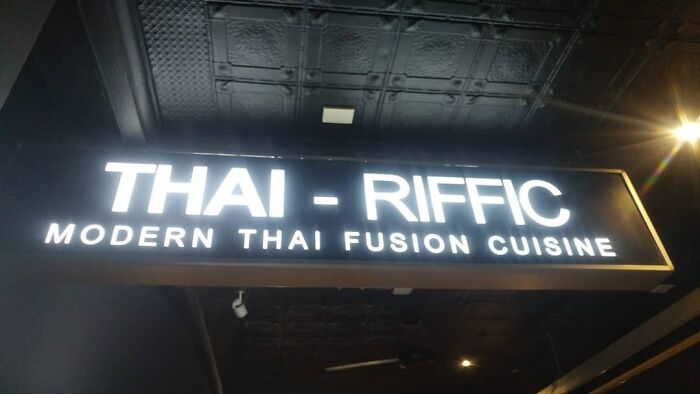 THAI - RIFFIC
MODERN THAI FUSION CUISINE